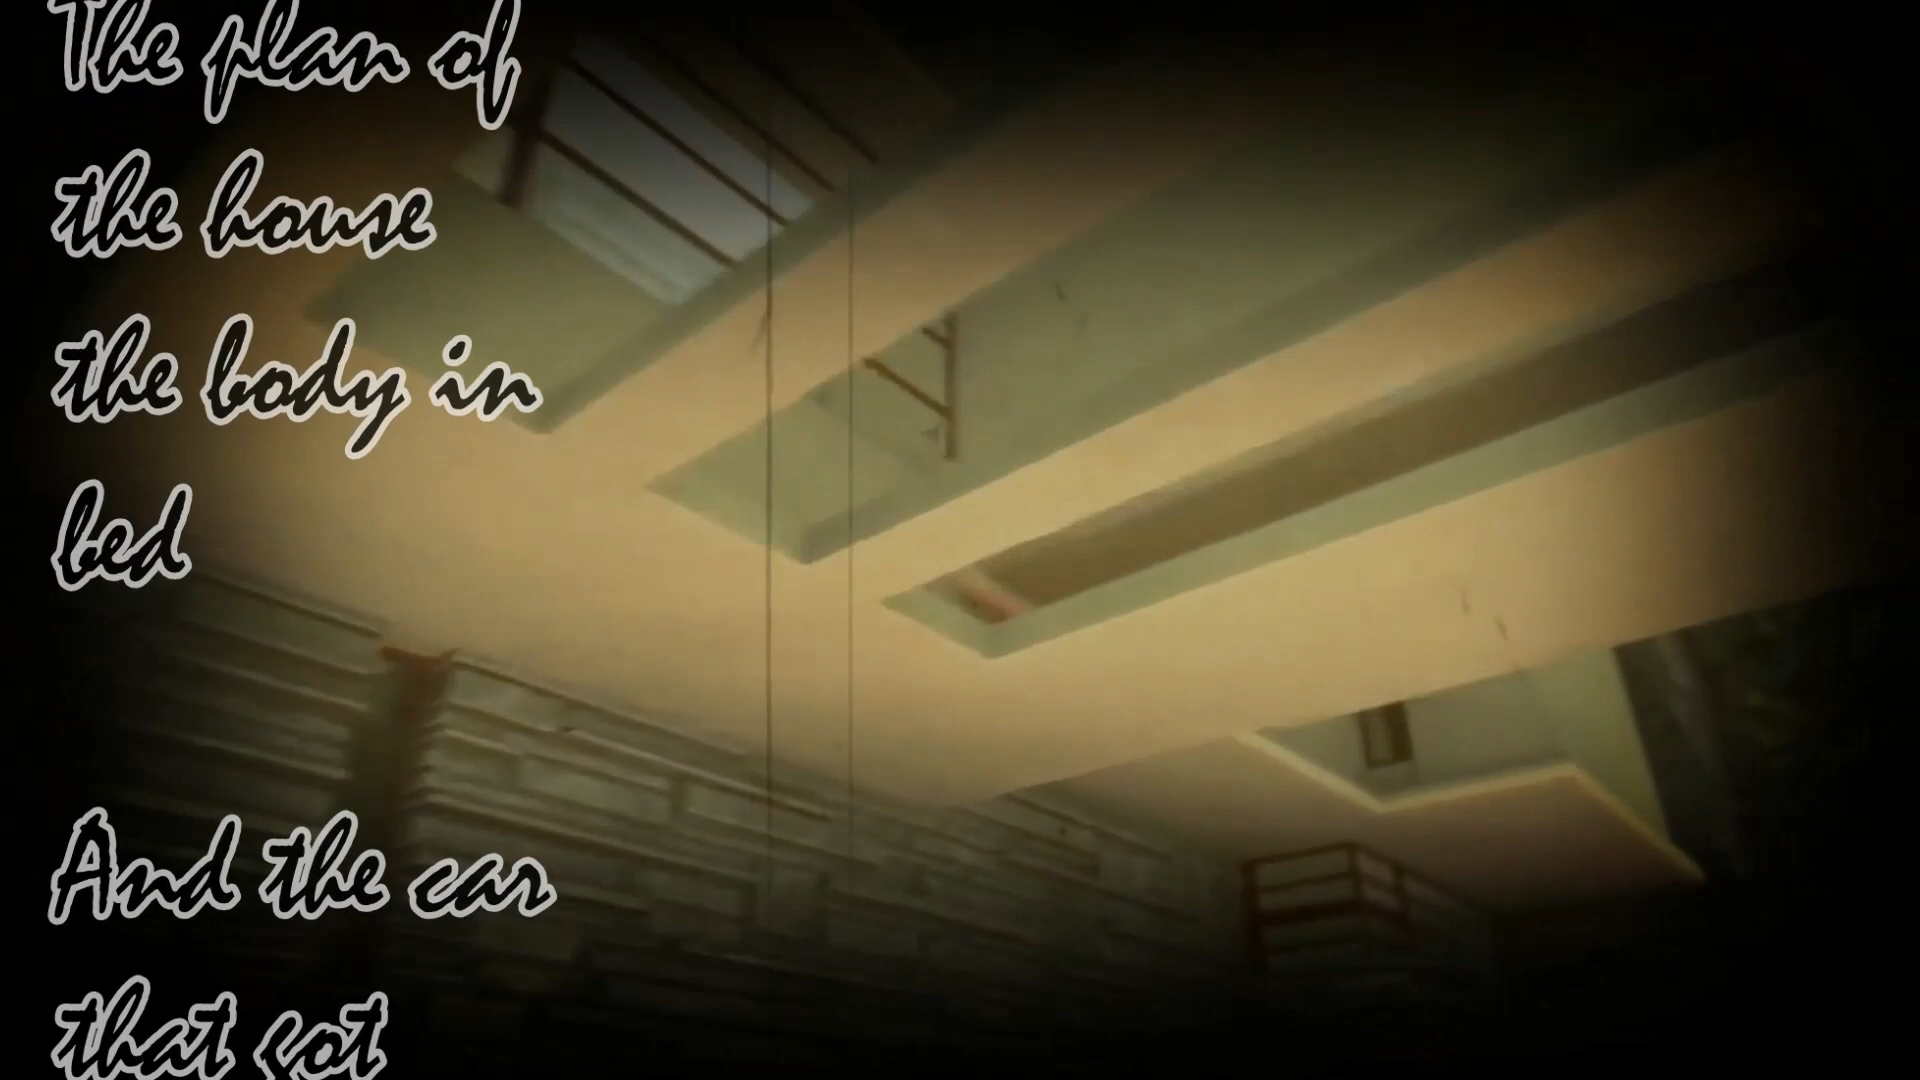 The plan of
the house
the body in
bed
And the car
that got